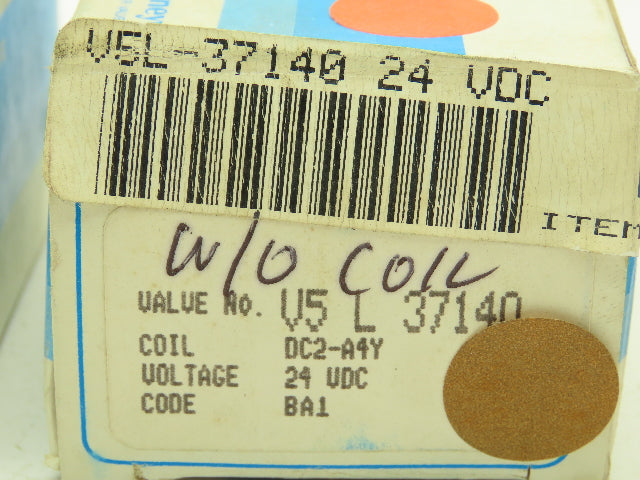 V5L-37140 24 VDC
ITEM
W/O COIL
VALVE No. V5 L 37140
COIL DC2-A4Y
VOLTAGE 24 VDC
CODE BA1